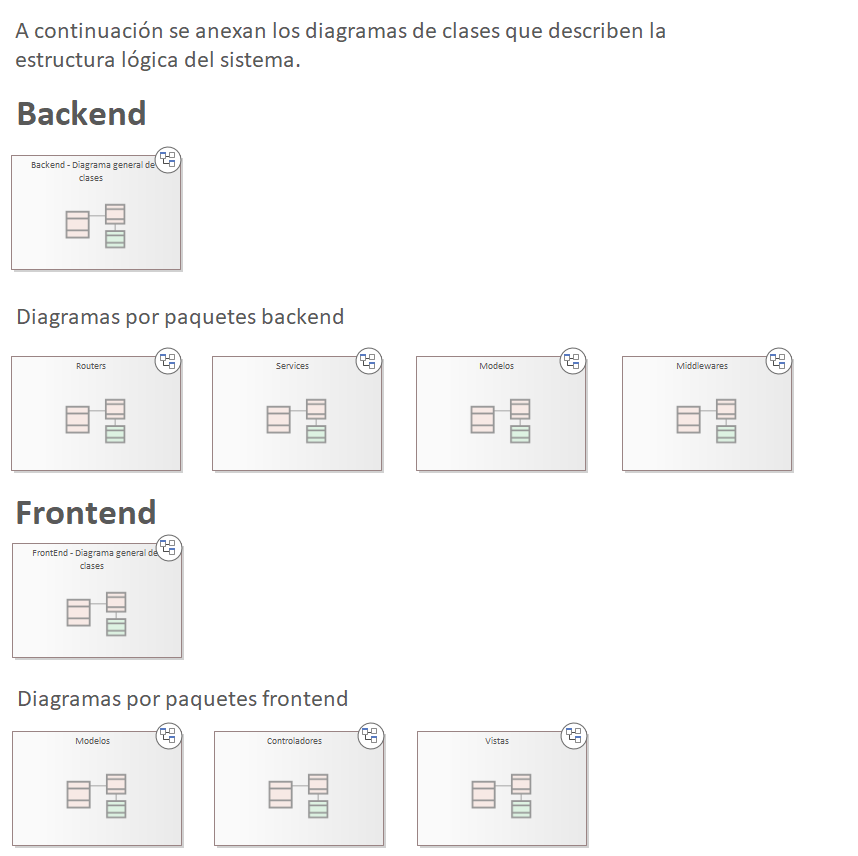 A continuación se anexan los diagramas de clases que describen la
estructura lógica del sistema.
Backend
Backend - Diagrama general de
clases
Diagramas por paquetes backend
Routers
Services
Modelos
Middlewares
Frontend
FrontEnd - Diagrama general de
clases
Diagramas por paquetes frontend
Modelos
Controladores
Vistas